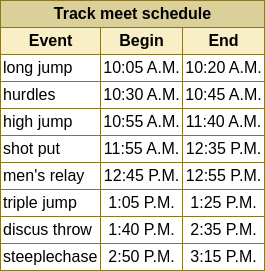 Track meet schedule
Event Begin End
long jump 10:05 A.M. 10:20 A.M.
hurdles 10:30 A.M. 10:45 A.M.
high jump 10:55 A.M. 11:40 A.M.
shot put 11:55 A.M. 12:35 P.M.
men's relay 12:45 P.M. 12:55 P.M.
triple jump 1:05 P.M. 1:25 P.M.
discus throw 1:40 P.M. 2:35 P.M.
steeplechase 2:50 P.M. 3:15 P.M.